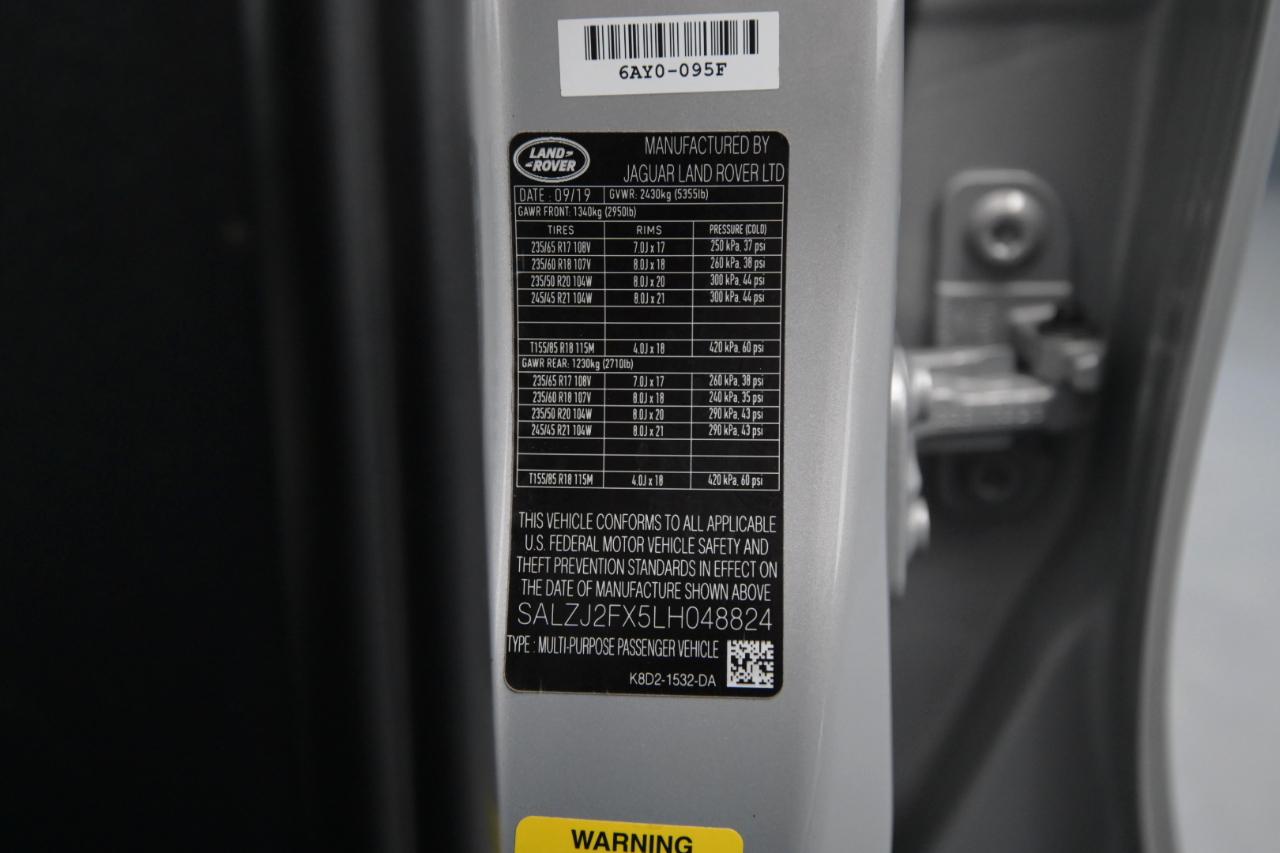 6AY0-095F
LAND-
-ROVER
MANUFACTURED BY
JAGUAR LAND ROVER LTD
DATE : 09/19 GVWR: 2430kg (5355lb)
GAWR FRONT: 1340kg (2950lb)
TIRES RIMS PRESSURE (COLD)
235/65 R17 108V 7.0J x 17 250 kPa, 37 psi
235/60 R18 107V 8.0J x 18 260 kPa, 38 psi
235/50 R20 104W 8.0J x 20 300 kPa, 44 psi
245/45 R21 104W 8.0J x 21 300 kPa, 44 psi
T155/85 R18 115M 4.0J x 18 420 kPa, 60 psi
GAWR REAR: 1230kg (2710lb)
235/65 R17 108V 7.0J x 17 260 kPa, 38 psi
235/60 R18 107V 8.0J x 18 240 kPa, 35 psi
235/50 R20 104W 8.0J x 20 290 kPa, 43 psi
245/45 R21 104W 8.0J x 21 290 kPa, 43 psi
T155/85 R18 115M 4.0J x 18 420 kPa, 60 psi
THIS VEHICLE CONFORMS TO ALL APPLICABLE
U.S. FEDERAL MOTOR VEHICLE SAFETY AND
THEFT PREVENTION STANDARDS IN EFFECT ON
THE DATE OF MANUFACTURE SHOWN ABOVE
SALZJ2FX5LH048824
TYPE : MULTI-PURPOSE PASSENGER VEHICLE
K8D2-1532-DA
WARNING